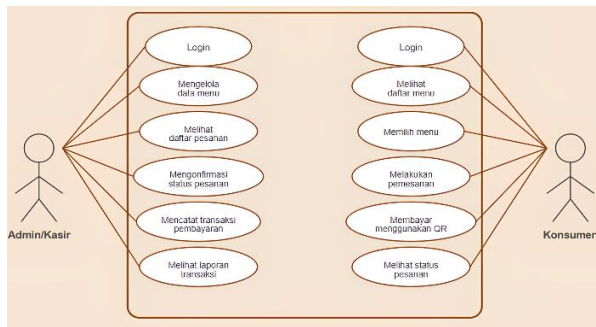 Login
Mengelola
data menu
Melihat
daftar pesanan
Mengonfirmasi
status pesanan
Mencatat transaksi
pembayaran
Melihat laporan
transaksi
Admin/Kasir
Login
Melihat
daftar menu
Memilih menu
Melakukan
pemesanan
Membayar
menggunakan QR
Melihat status
pesanan
Konsumen